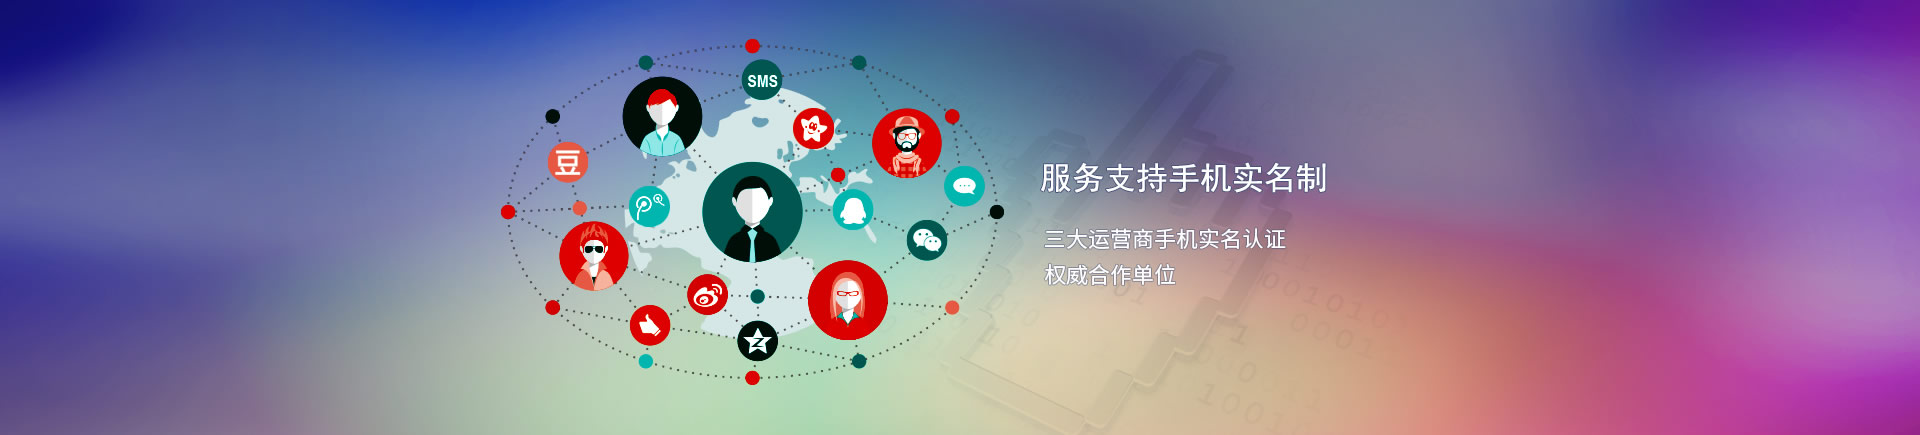 SMS
豆
服务支持手机实名制
三大运营商手机实名认证
权威合作单位